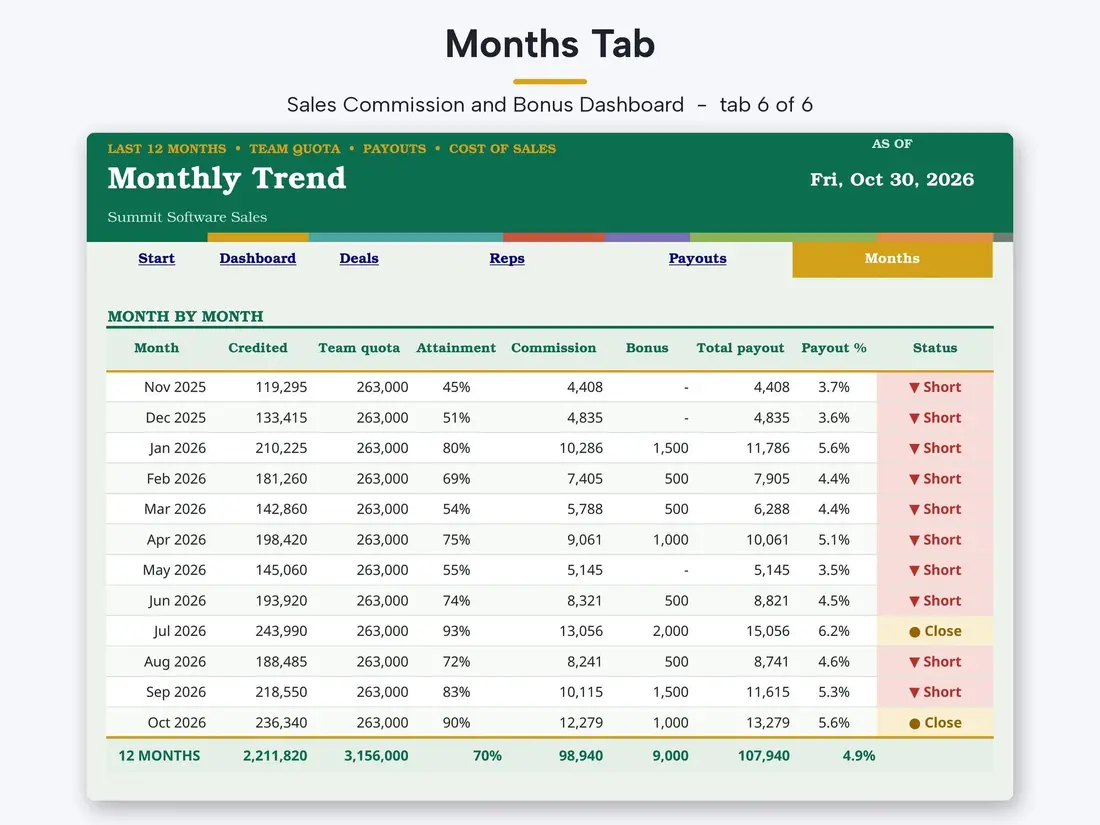 Months Tab
Sales Commission and Bonus Dashboard – tab 6 of 6
LAST 12 MONTHS • TEAM QUOTA • PAYOUTS • COST OF SALES
AS OF
Monthly Trend
Fri, Oct 30, 2026
Summit Software Sales
Start Dashboard Deals Reps Payouts Months
MONTH BY MONTH
Month Credited Team quota Attainment Commission Bonus Total payout Payout % Status
Nov 2025 119,295 263,000 45% 4,408 - 4,408 3.7% ▼ Short
Dec 2025 133,415 263,000 51% 4,835 - 4,835 3.6% ▼ Short
Jan 2026 210,225 263,000 80% 10,286 1,500 11,786 5.6% ▼ Short
Feb 2026 181,260 263,000 69% 7,405 500 7,905 4.4% ▼ Short
Mar 2026 142,860 263,000 54% 5,788 500 6,288 4.4% ▼ Short
Apr 2026 198,420 263,000 75% 9,061 1,000 10,061 5.1% ▼ Short
May 2026 145,060 263,000 55% 5,145 - 5,145 3.5% ▼ Short
Jun 2026 193,920 263,000 74% 8,321 500 8,821 4.5% ▼ Short
Jul 2026 243,990 263,000 93% 13,056 2,000 15,056 6.2% ● Close
Aug 2026 188,485 263,000 72% 8,241 500 8,741 4.6% ▼ Short
Sep 2026 218,550 263,000 83% 10,115 1,500 11,615 5.3% ▼ Short
Oct 2026 236,340 263,000 90% 12,279 1,000 13,279 5.6% ● Close
12 MONTHS 2,211,820 3,156,000 70% 98,940 9,000 107,940 4.9%